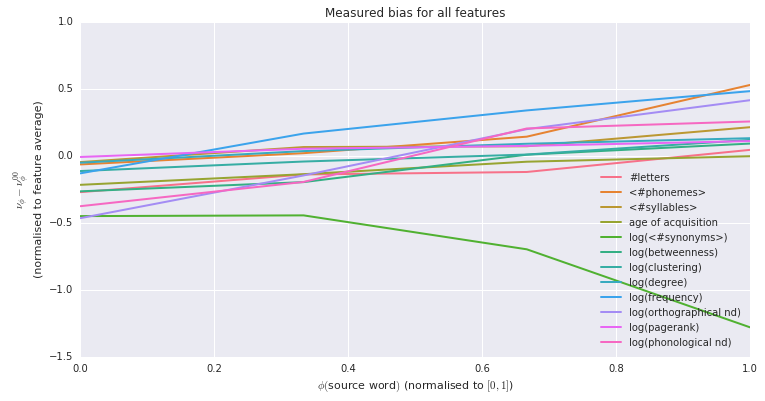 Measured bias for all features
1.0
0.5
0.0
−0.5
−1.0
−1.5
ν_φ − ν_φ^00
(normalised to feature average)
#letters
<#phonemes>
<#syllables>
age of acquisition
log(<#synonyms>)
log(betweenness)
log(clustering)
log(degree)
log(frequency)
log(orthographical nd)
log(pagerank)
log(phonological nd)
0.0 0.2 0.4 0.6 0.8 1.0
ϕ(source word) (normalised to [0, 1])